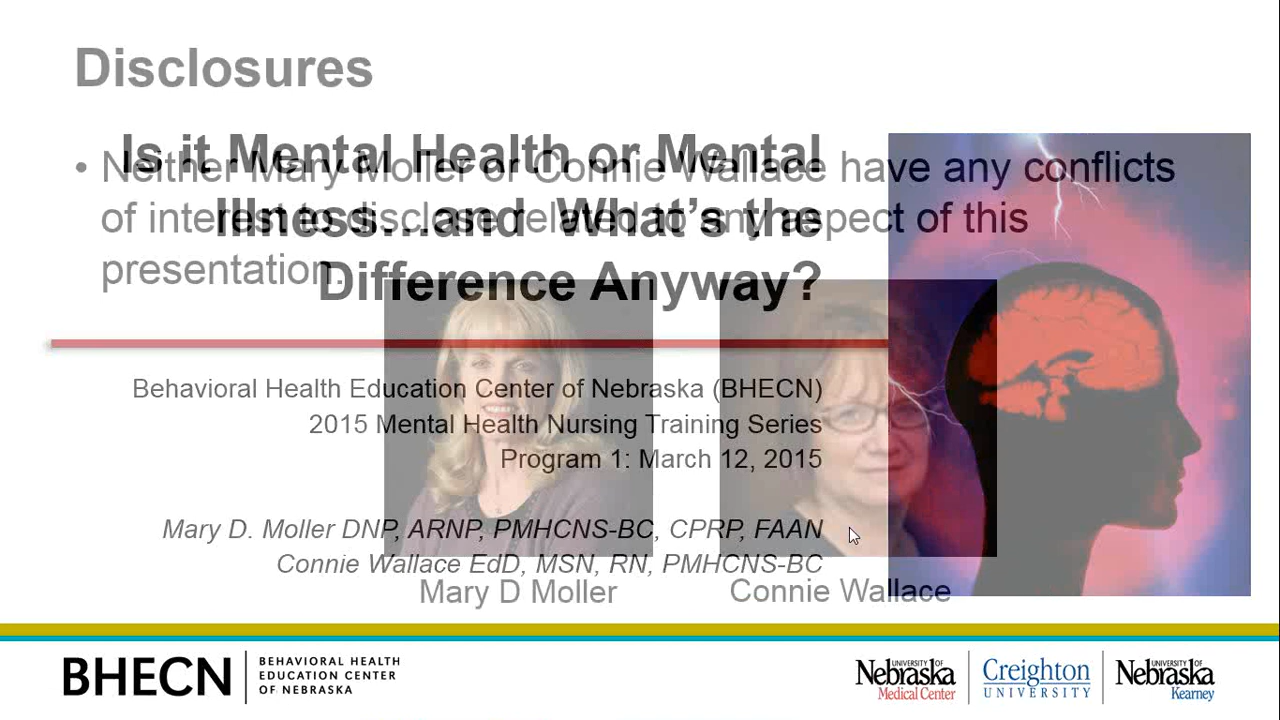 Disclosures
• Neither Mary Moller or Connie Wallace have any conflicts
of interest to disclose related to any aspect of this
presentation.
Is it Mental Health or Mental
Illness…and What’s the
Difference Anyway?
Behavioral Health Education Center of Nebraska (BHECN)
2015 Mental Health Nursing Training Series
Program 1: March 12, 2015
Mary D. Moller DNP, ARNP, PMHCNS-BC, CPRP, FAAN
Connie Wallace EdD, MSN, RN, PMHCNS-BC
Mary D Moller
Connie Wallace
BHECN
BEHAVIORAL HEALTH
EDUCATION CENTER
OF NEBRASKA
UNIVERSITY OF
Nebraska
Medical Center
Creighton
UNIVERSITY
UNIVERSITY OF
Nebraska
Kearney